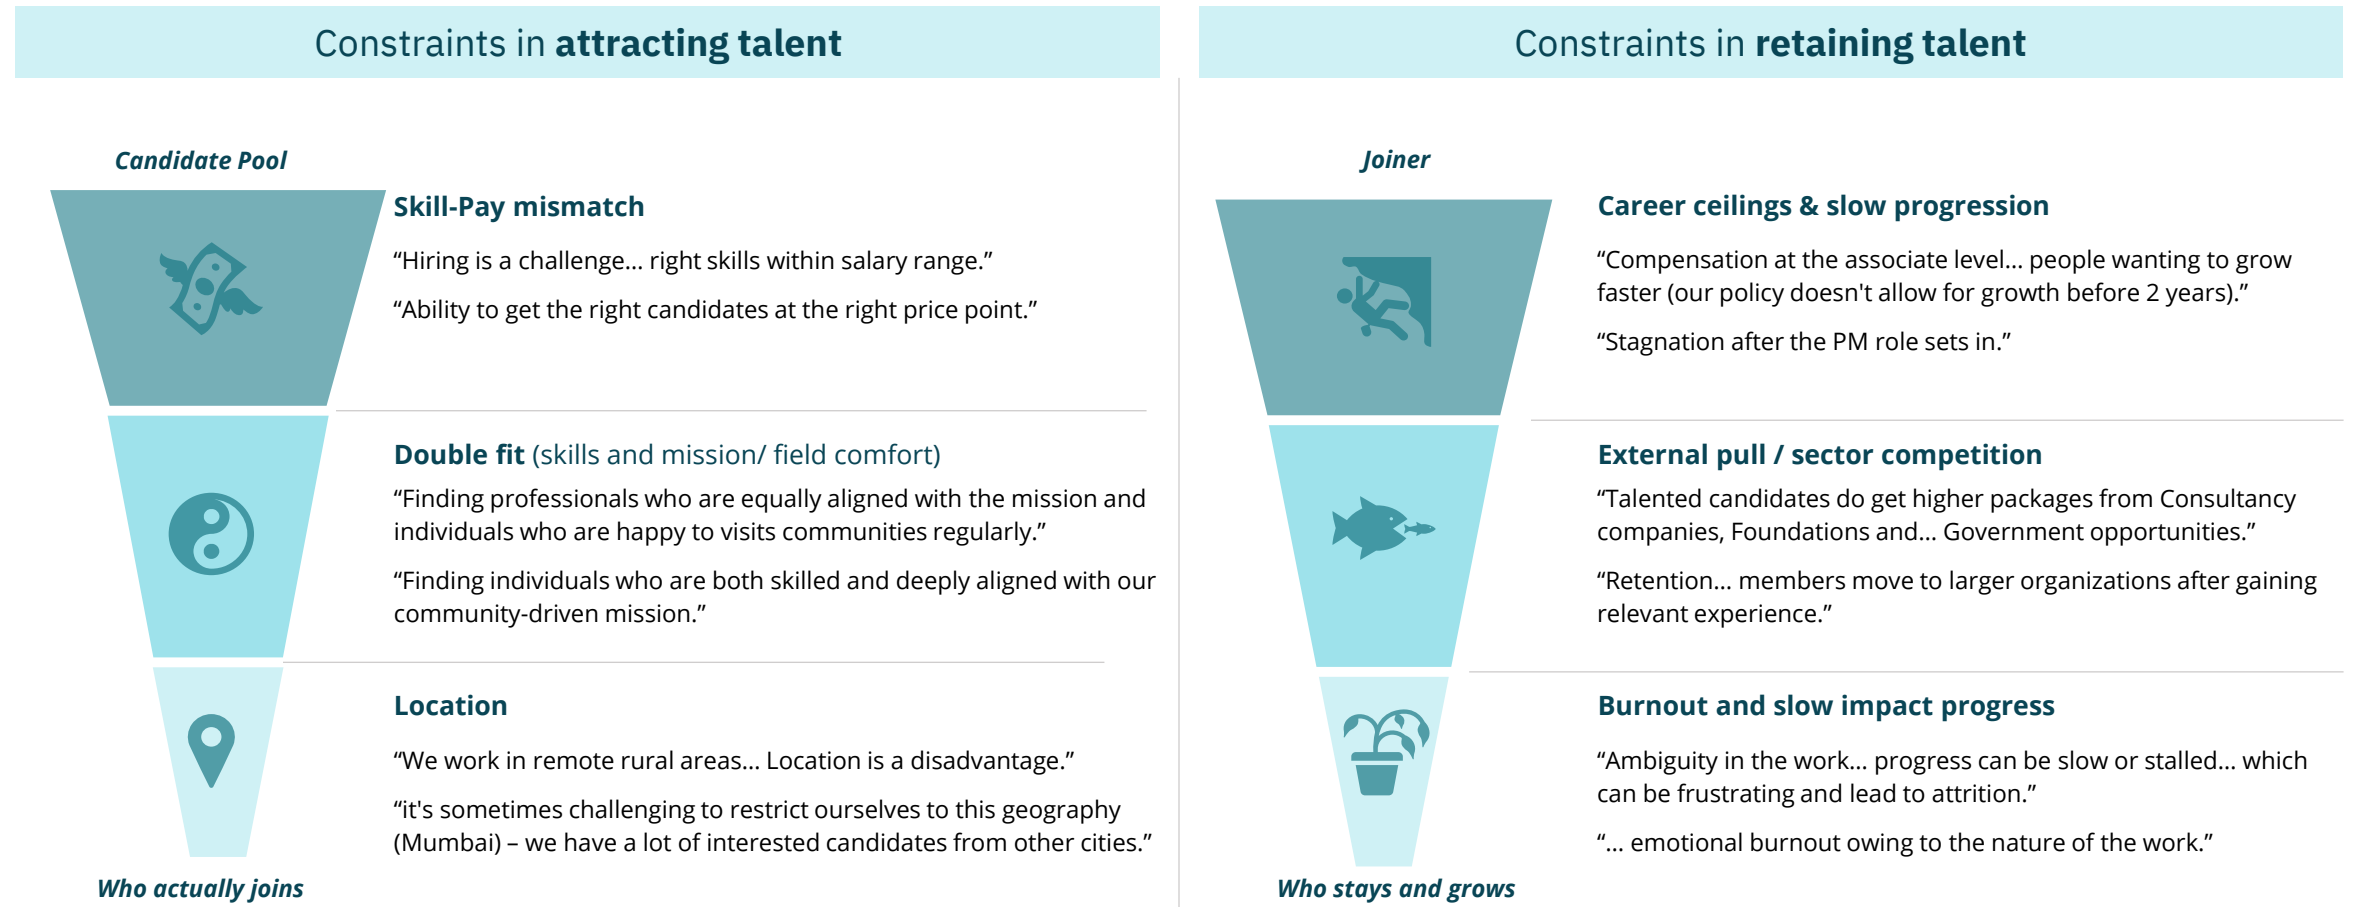 Constraints in attracting talent
Candidate Pool
Skill-Pay mismatch
“Hiring is a challenge… right skills within salary range.”
“Ability to get the right candidates at the right price point.”
Double fit (skills and mission/ field comfort)
“Finding professionals who are equally aligned with the mission and
individuals who are happy to visits communities regularly.”
“Finding individuals who are both skilled and deeply aligned with our
community-driven mission.”
Location
“We work in remote rural areas… Location is a disadvantage.”
“it's sometimes challenging to restrict ourselves to this geography
(Mumbai) – we have a lot of interested candidates from other cities.”
Who actually joins
Constraints in retaining talent
Joiner
Career ceilings & slow progression
“Compensation at the associate level… people wanting to grow
faster (our policy doesn't allow for growth before 2 years).”
“Stagnation after the PM role sets in.”
External pull / sector competition
“Talented candidates do get higher packages from Consultancy
companies, Foundations and… Government opportunities.”
“Retention… members move to larger organizations after gaining
relevant experience.”
Burnout and slow impact progress
“Ambiguity in the work… progress can be slow or stalled… which
can be frustrating and lead to attrition.”
“… emotional burnout owing to the nature of the work.”
Who stays and grows